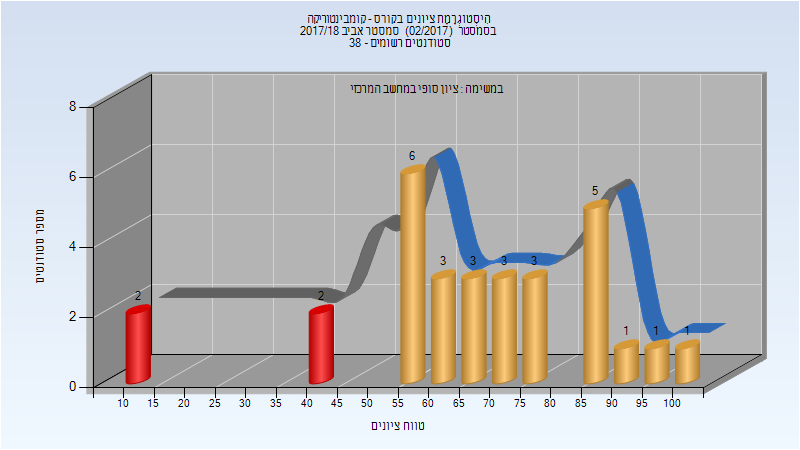 היסטוגרמת ציונים בקורס - קומבינטוריקה
בסמסטר (02/2017) סמסטר אביב 2017/18
סטודנטים רשומים - 38
במשימה : ציון סופי במחשב המרכזי
מספר סטודנטים
8
6
4
2
0
2
2
6
3
3
3
3
5
1
1
1
10 15 20 25 30 35 40 45 50 55 60 65 70 75 80 85 90 95 100
טווח ציונים